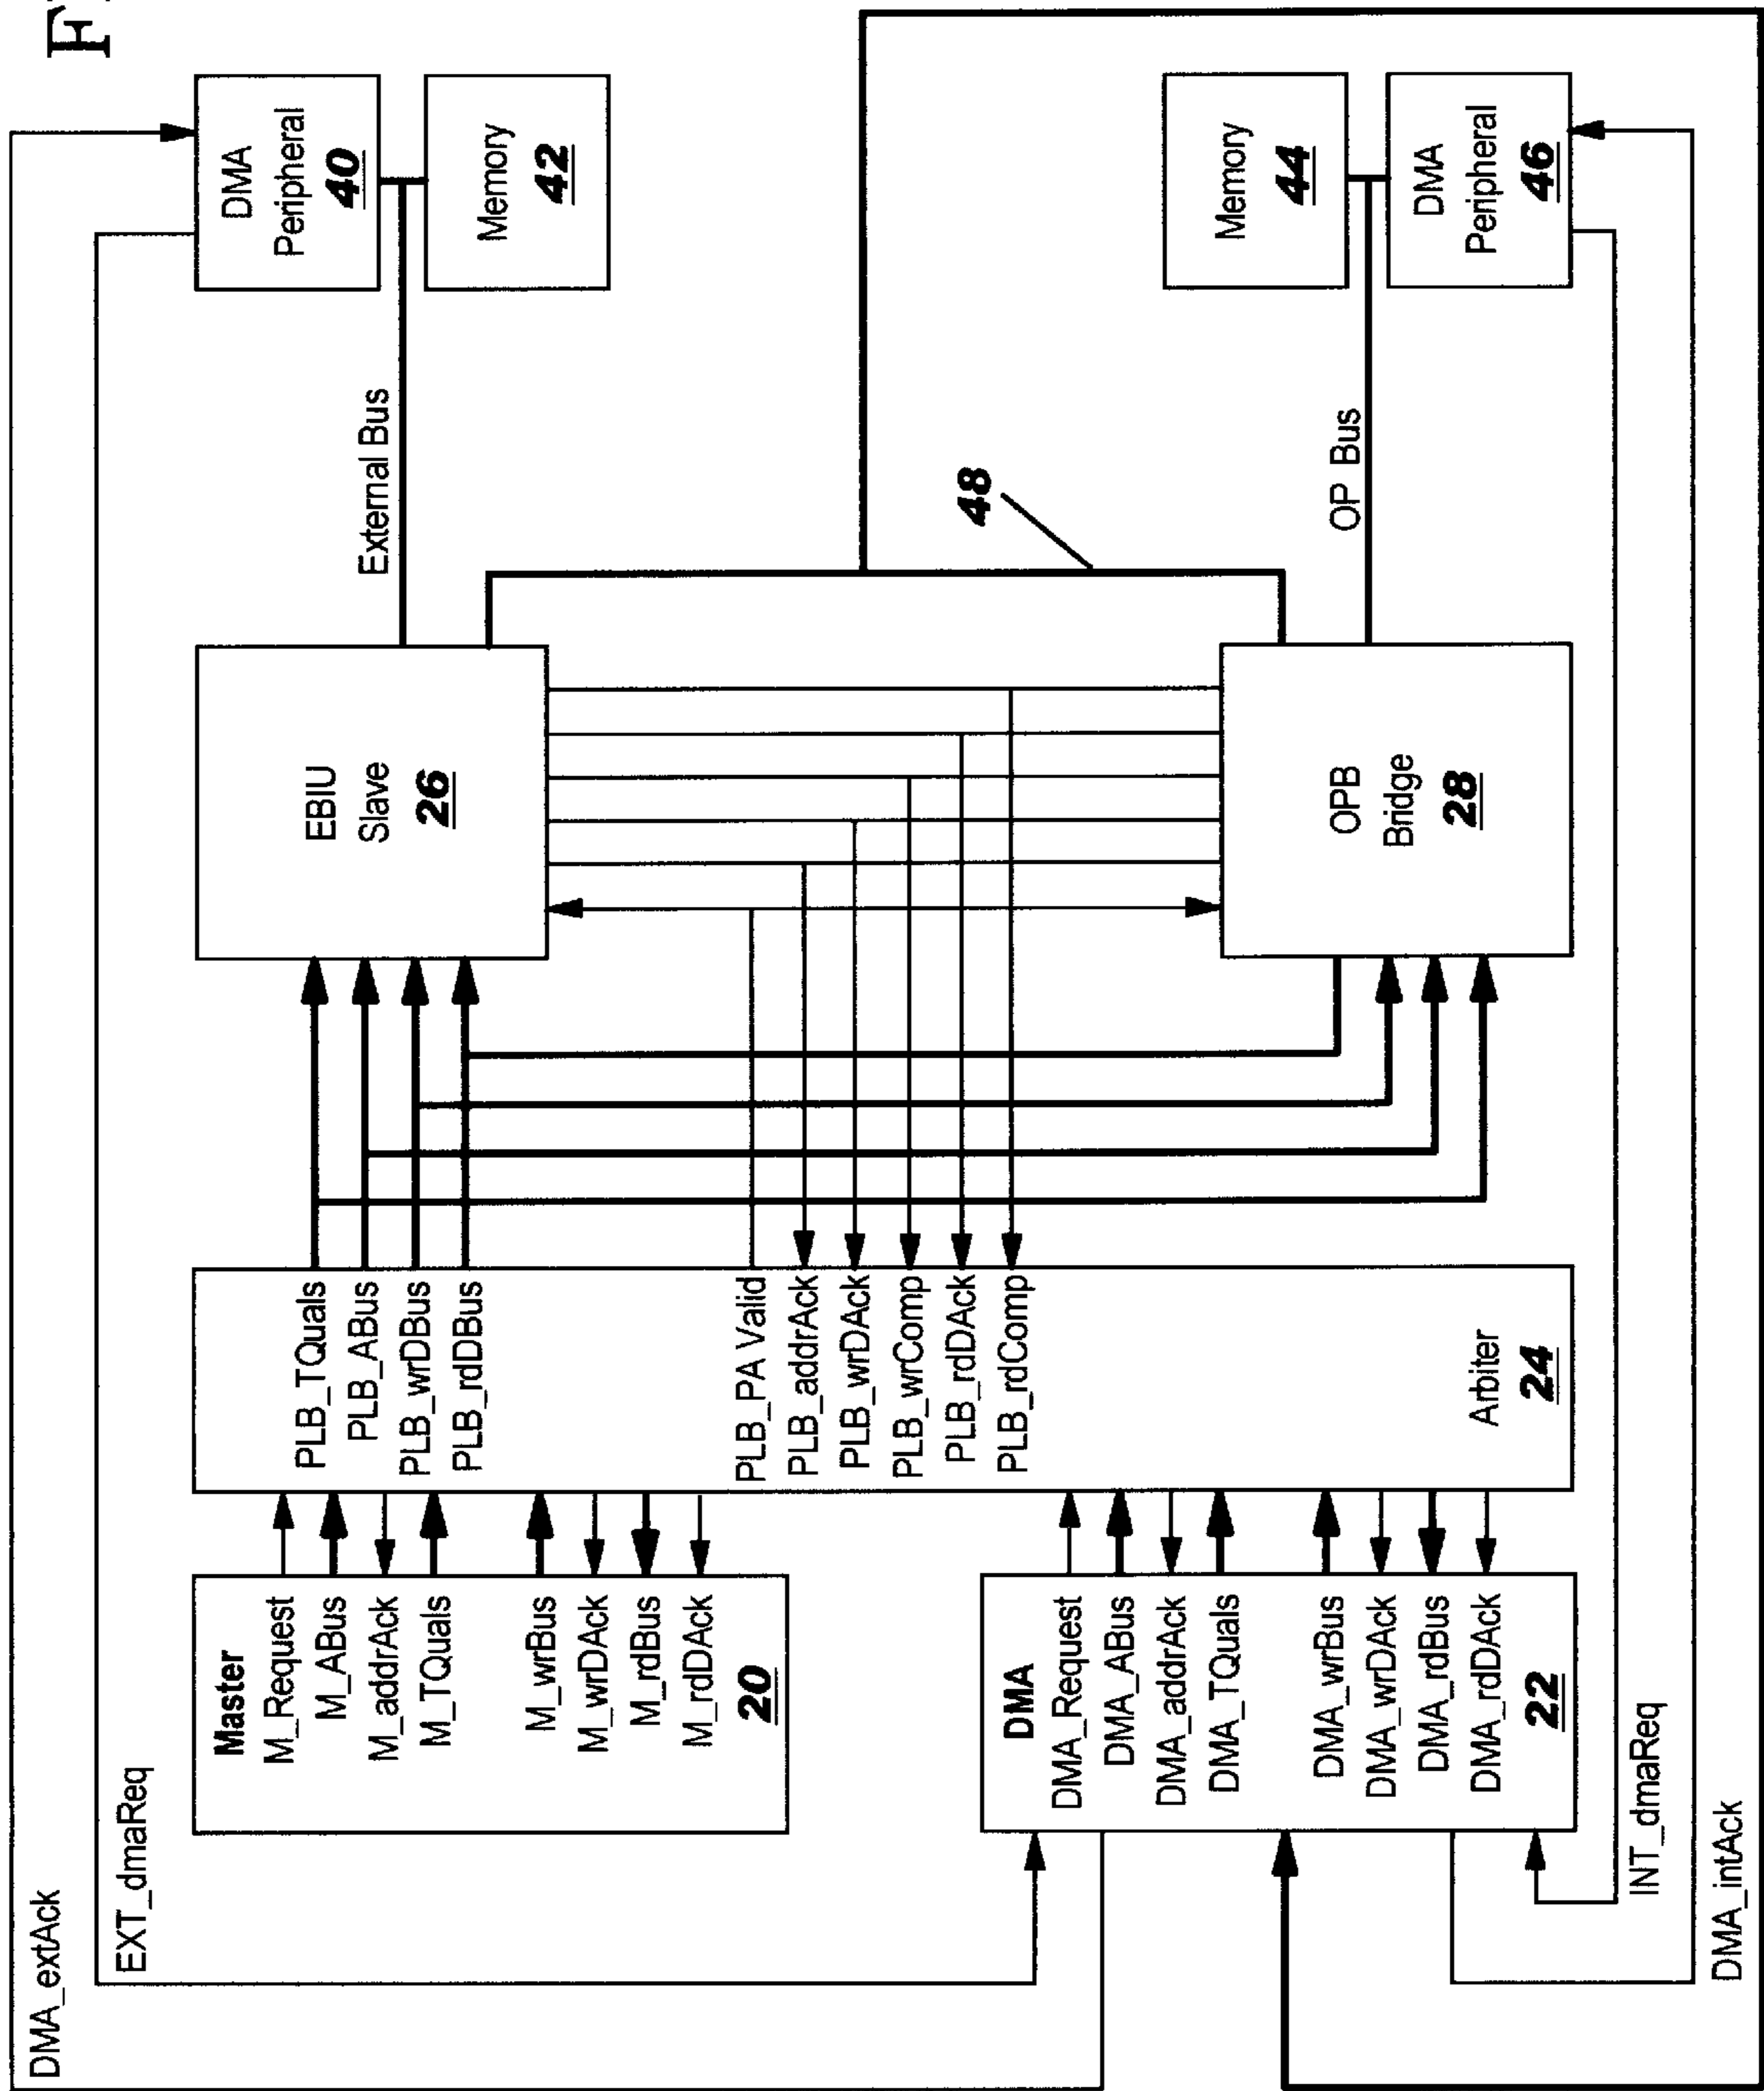 F
DMA_extAck
EXT_dmaReq
Master
M_Request
M_ABus
M_addrAck
M_TQuals
M_wrBus
M_wrDAck
M_rdBus
M_rdDAck
20
DMA
DMA_Request
DMA_ABus
DMA_addrAck
DMA_TQuals
DMA_wrBus
DMA_wrDAck
DMA_rdBus
DMA_rdDAck
22
INT_dmaReq
DMA_intAck
PLB_TQuals
PLB_ABus
PLB_wrDBus
PLB_rdDBus
PLB_PA Valid
PLB_addrAck
PLB_wrDAck
PLB_wrComp
PLB_rdDAck
PLB_rdComp
Arbiter
24
EBIU
Slave
26
OPB
Bridge
28
External Bus
48
OP Bus
DMA
Peripheral
40
Memory
42
Memory
44
DMA
Peripheral
46